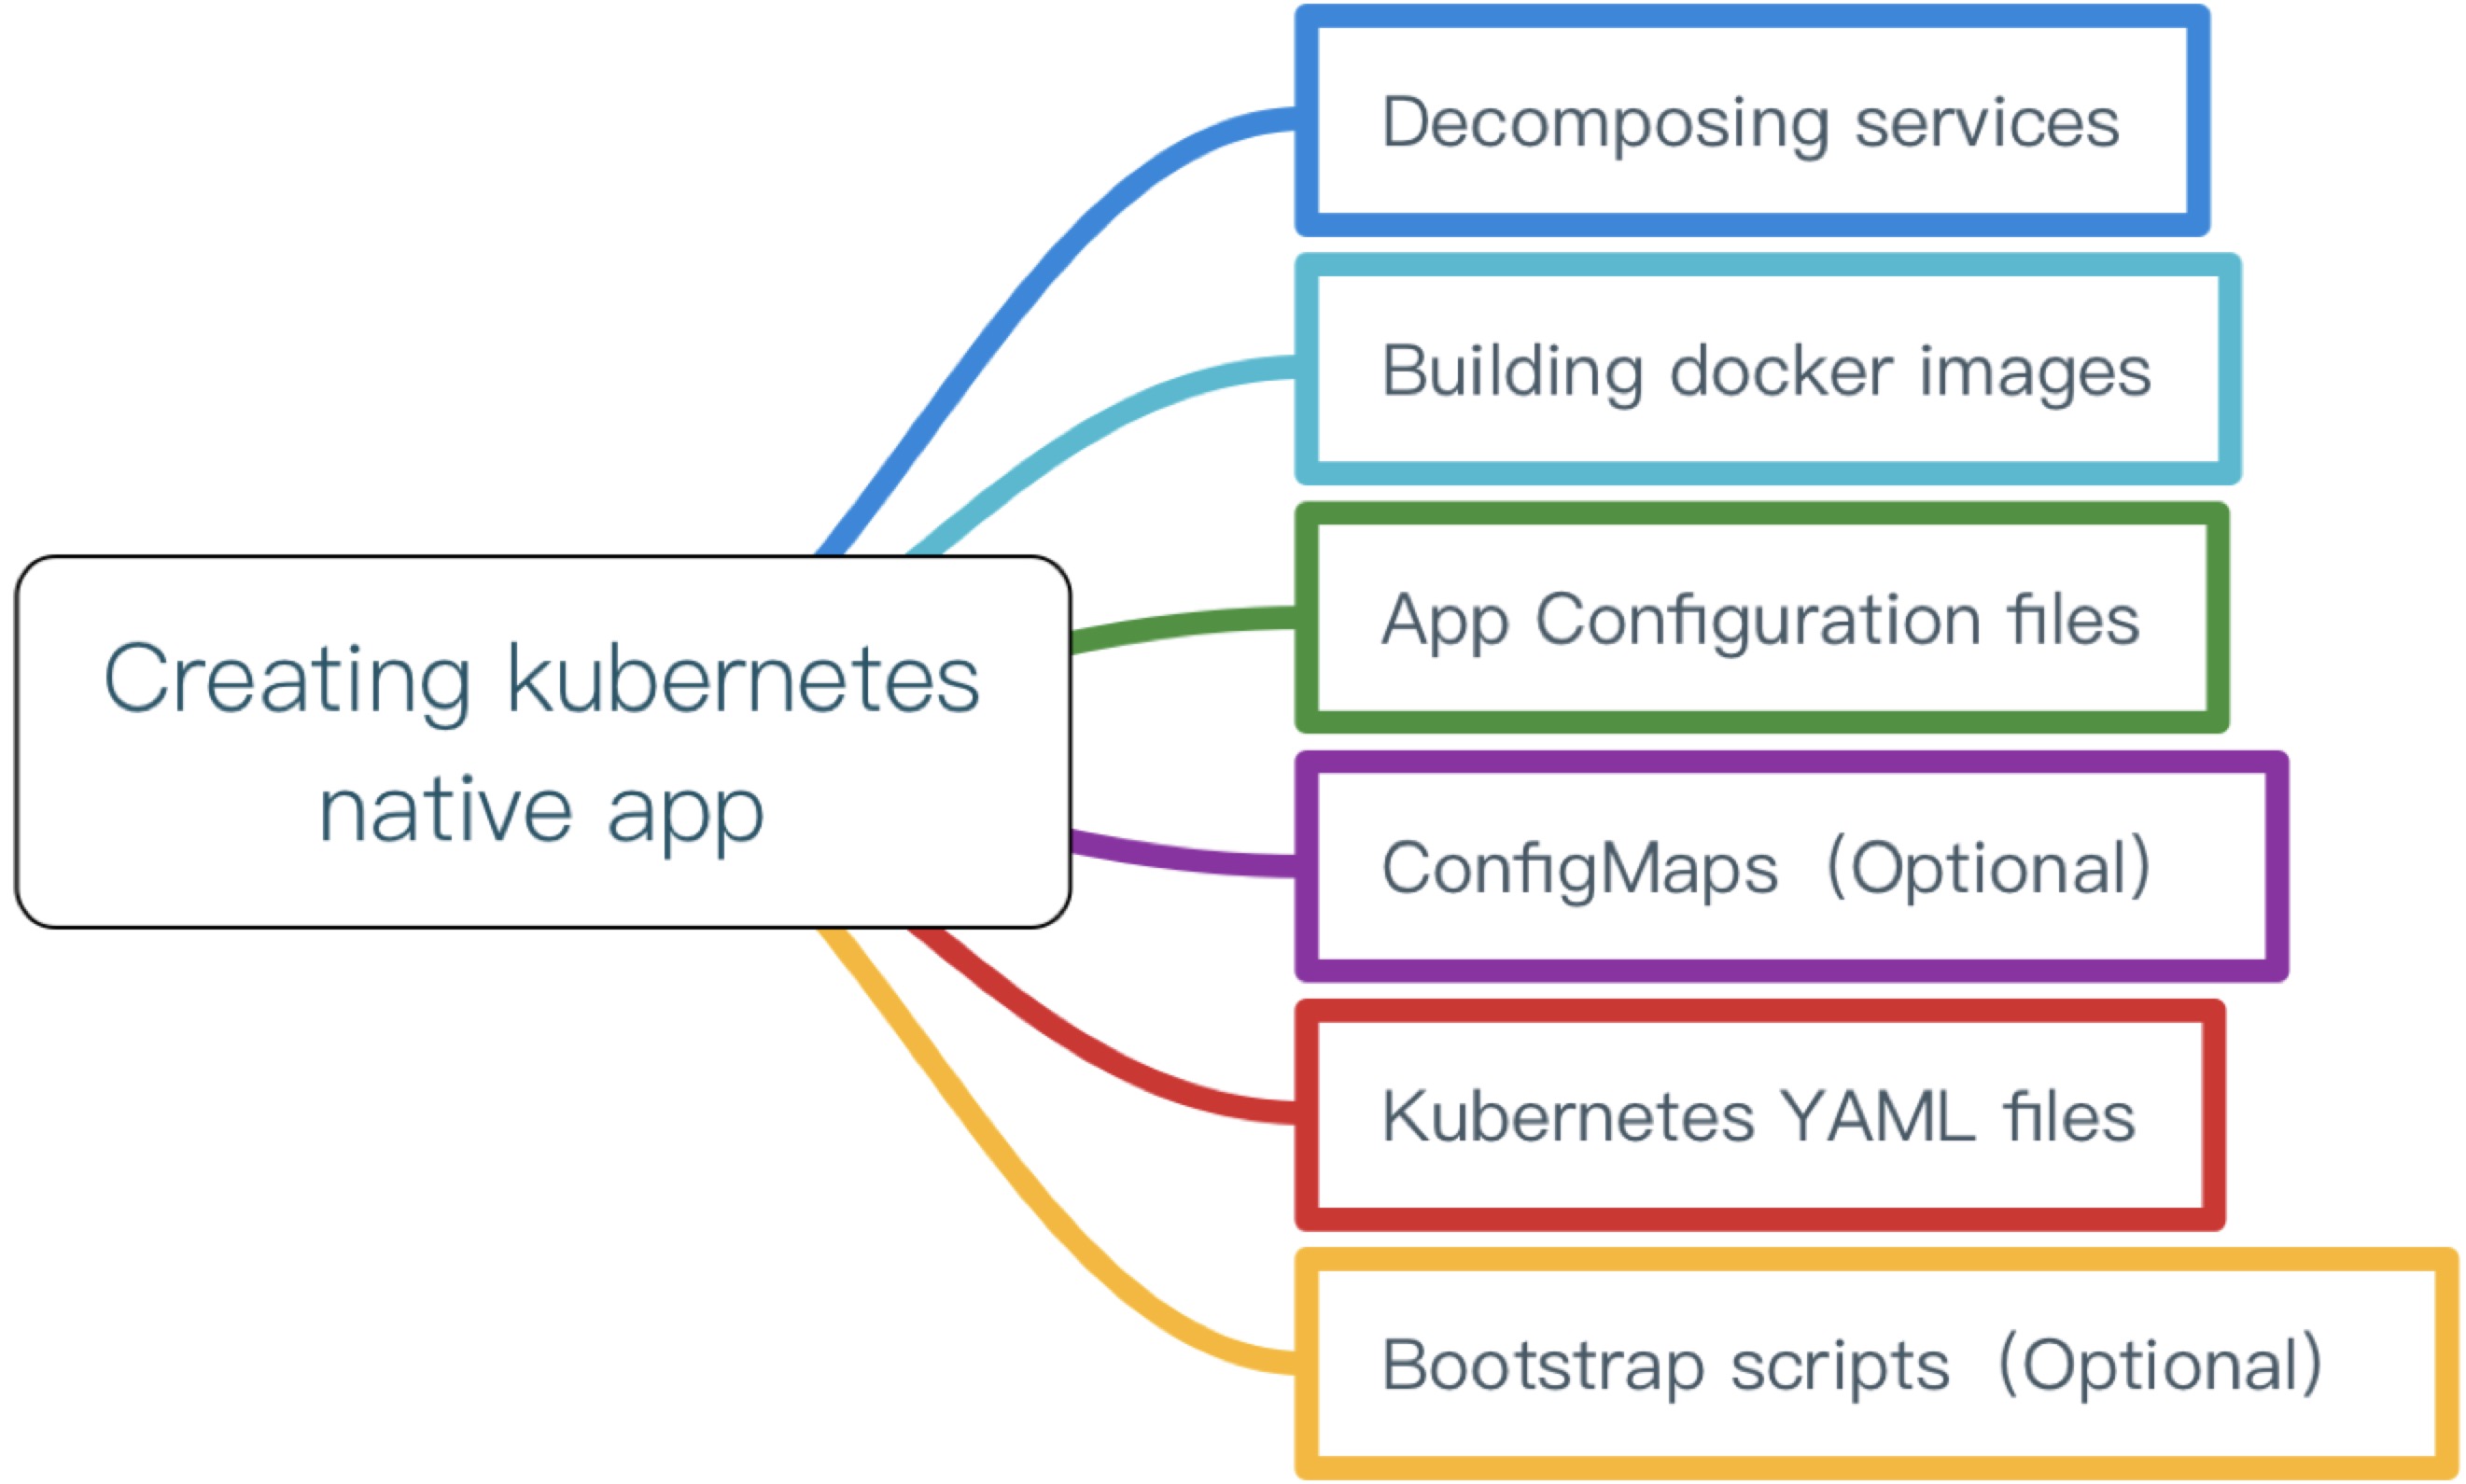 Creating kubernetes
native app
Decomposing services
Building docker images
App Configuration files
ConfigMaps (Optional)
Kubernetes YAML files
Bootstrap scripts (Optional)